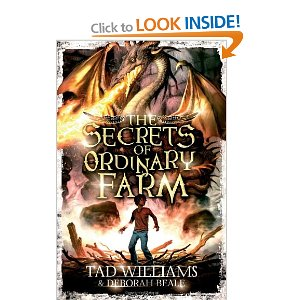 Click to LOOK INSIDE!
THE
SECRETS
OF
ORDINARY
FARM
TAD WILLIAMS
& DEBORAH BEALE